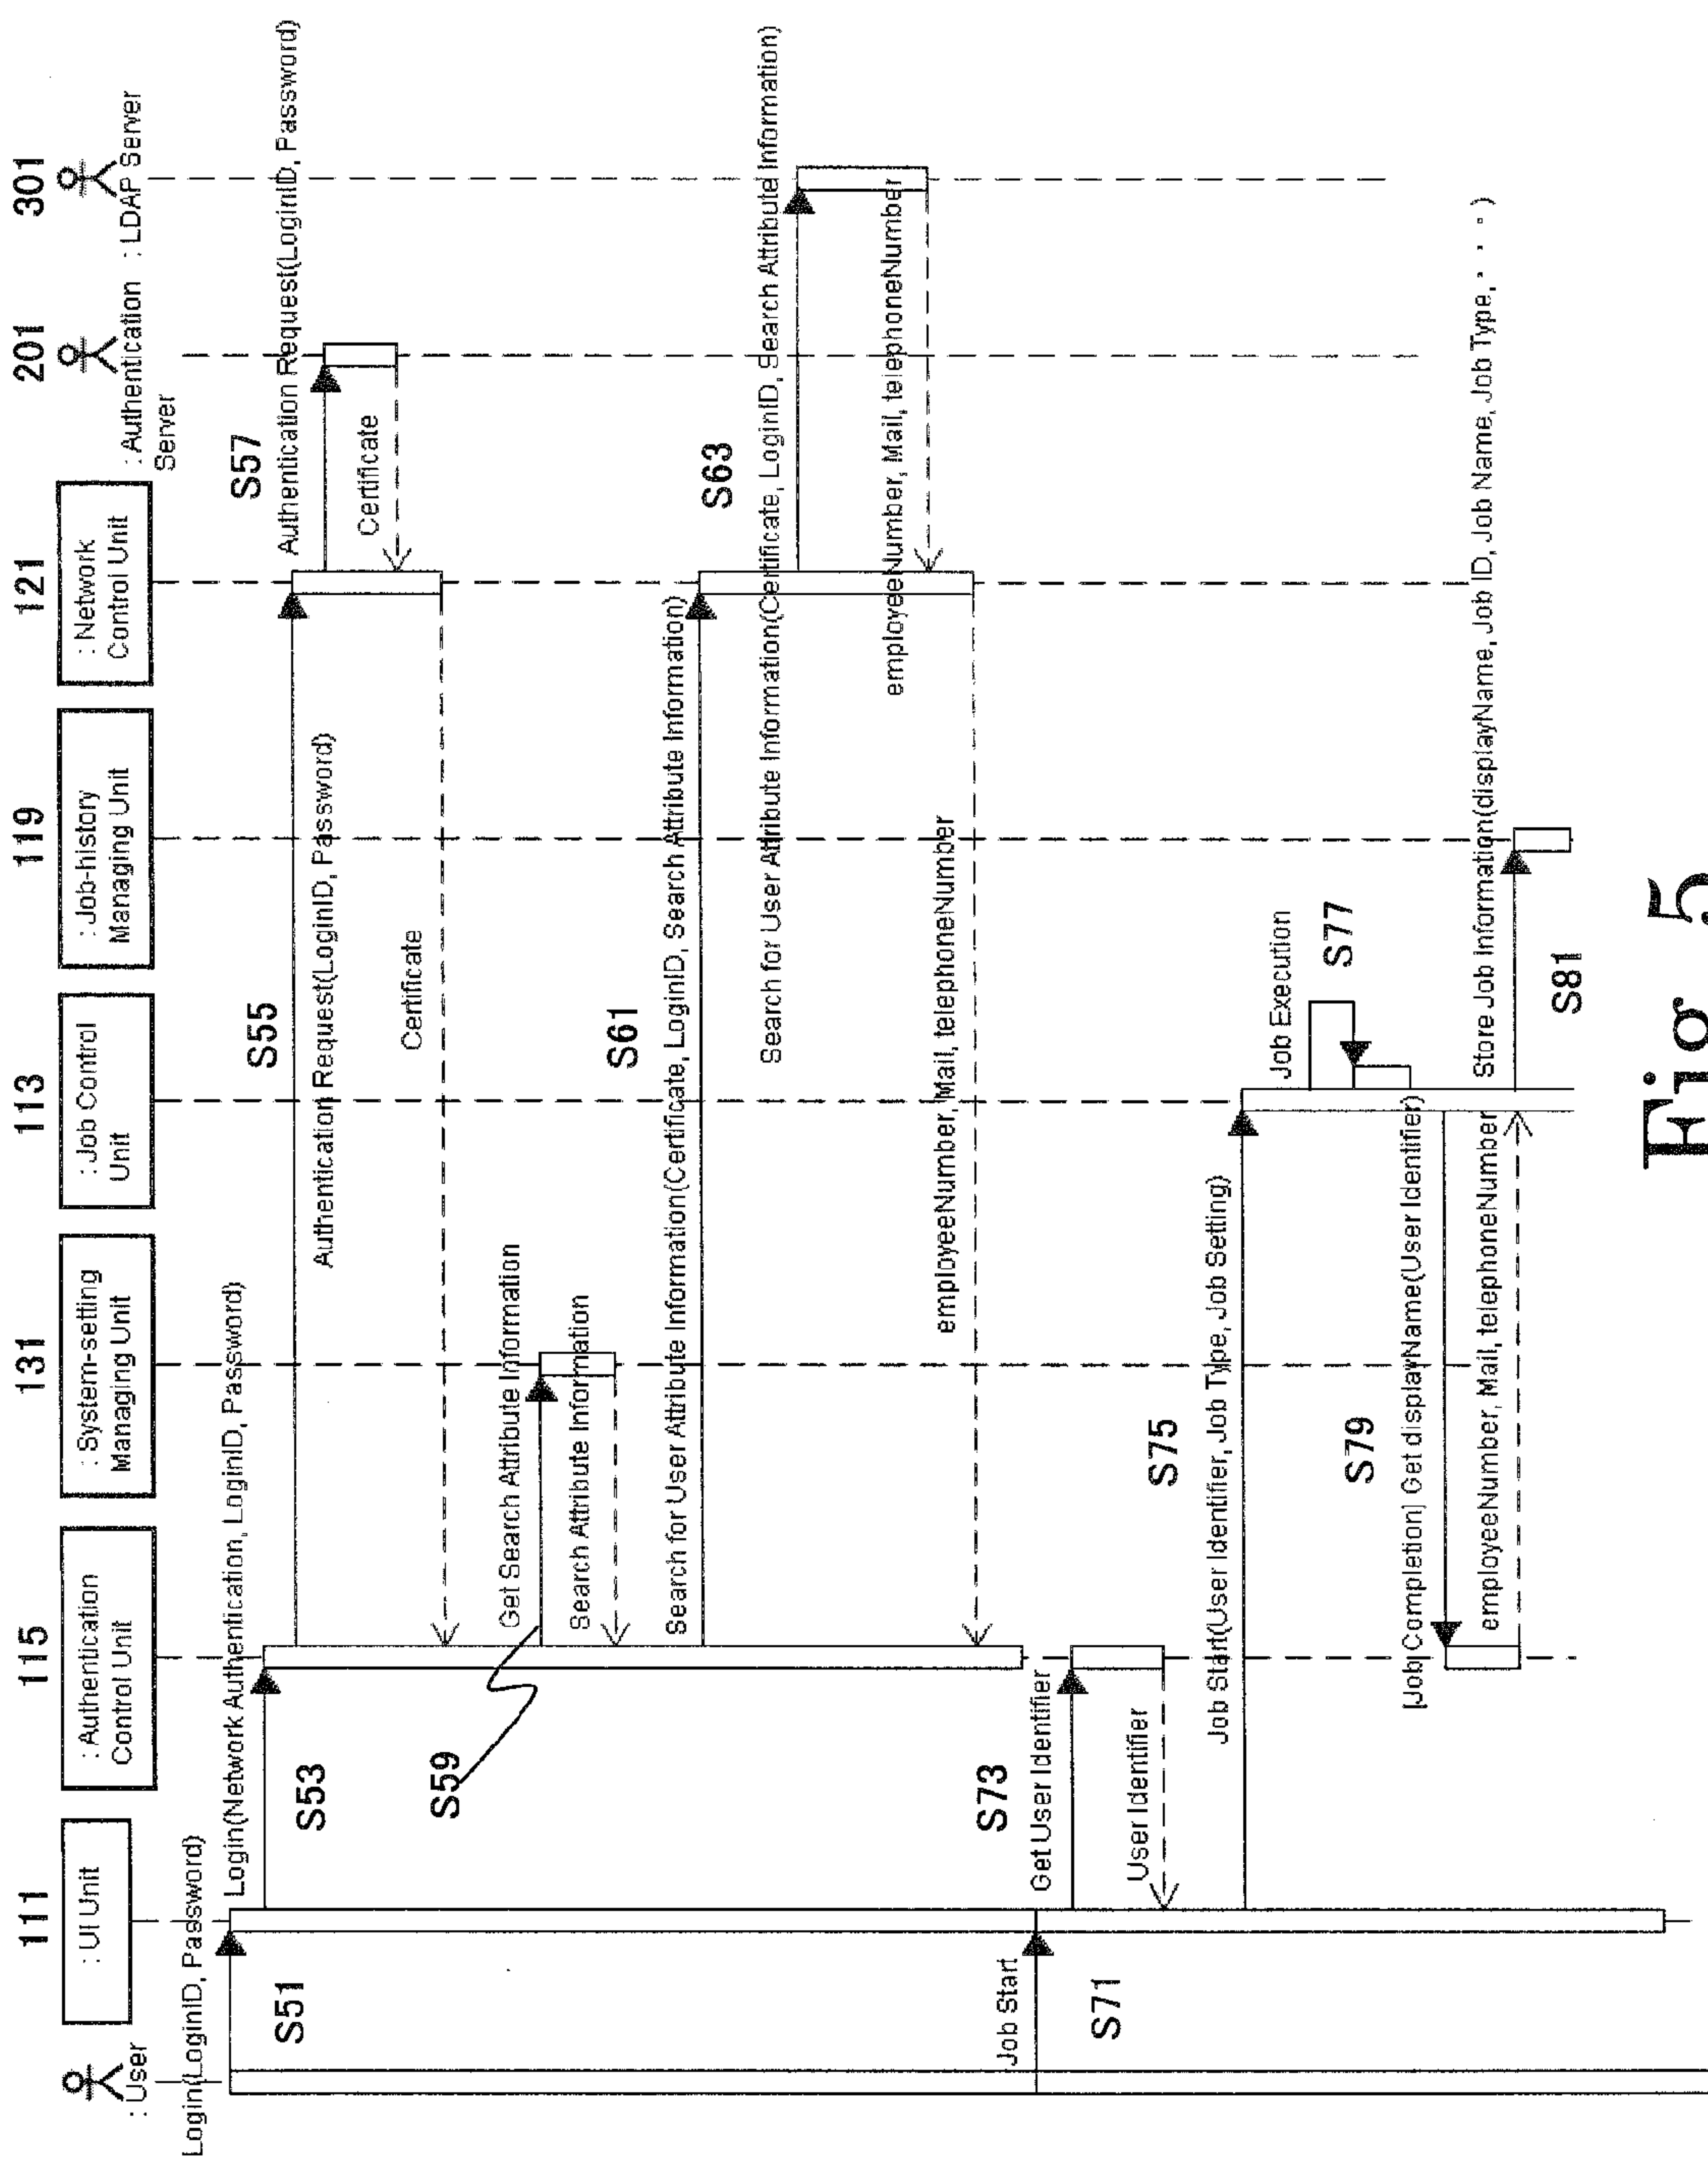 111
115
131
113
119
121
201
301
: User
: UI Unit
: Authentication
Control Unit
: System-setting
Managing Unit
: Job Control
Unit
: Job-history
Managing Unit
: Network
Control Unit
: Authentication
Server
: LDAP Server
Login(LoginID, Password)
S51
Login(Network Authentication, LoginID, Password)
S53
S55
Authentication Request(LoginID, Password)
S57
Authentication Request(LoginID, Password)
Certificate
Certificate
S59
Get Search Attribute Information
Search Attribute Information
S61
Search for User Attribute Information(Certificate, LoginID, Search Attribute Information)
S63
Search for User Attribute Information(Certificate, LoginID, Search Attribute Information)
employeeNumber, Mail, telephoneNumber
employeeNumber, Mail, telephoneNumber
Job Start
S71
S73
Get User Identifier
User Identifier
S75
Job Start(User Identifier, Job Type, Job Setting)
Job Execution
S77
S79
[Job Completion] Get displayName(User Identifier)
employeeNumber, Mail, telephoneNumber
Store Job Information(displayName, Job ID, Job Name, Job Type, ・・・)
S81
Fig. 5